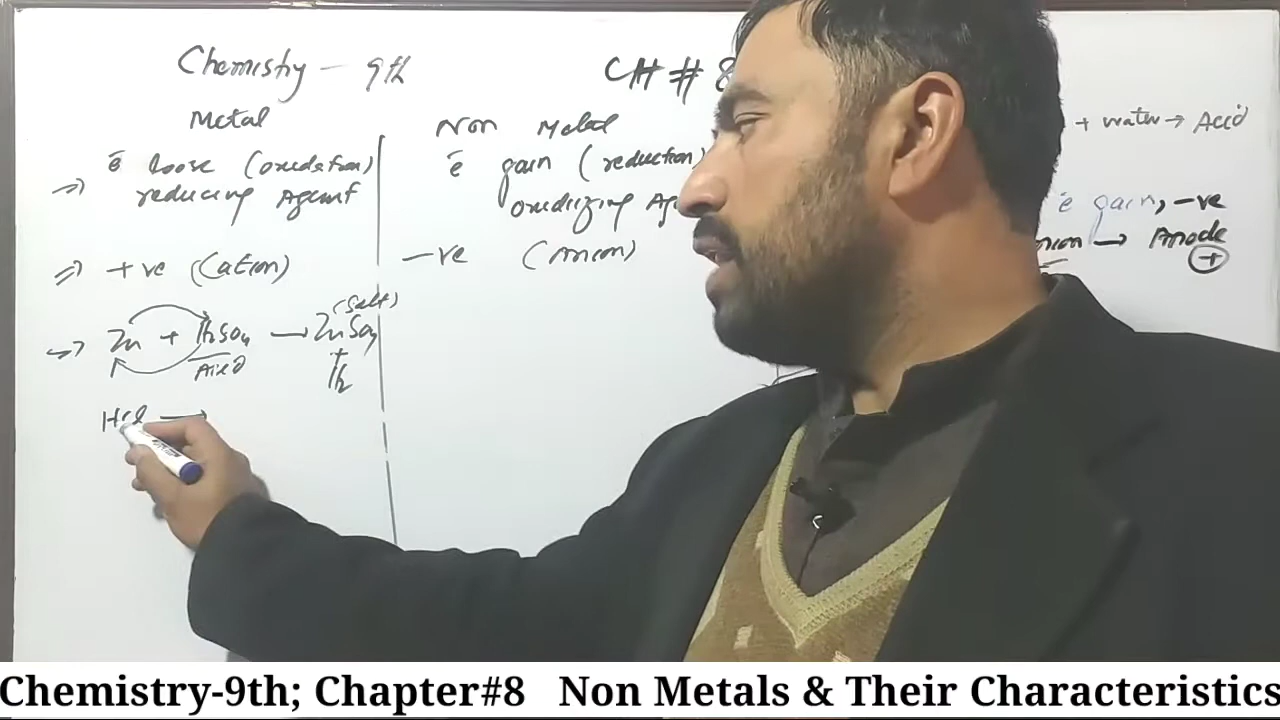 Chemistry - 9th
CH # 8
Metal
Non Metal
+ water → Acid
ē loose (oxidation)
ē gain (reduction)
⇒ reducing Agent
oxidizing Ag
ē gain, -ve
→ Anode
+
⇒ +ve (Cation)
-ve (Anion)
(Salt)
⇒ Zn + H₂SO₄ → ZnSO₄
Acid
+
H₂
HCl →
Chemistry-9th; Chapter#8 Non Metals & Their Characteristics